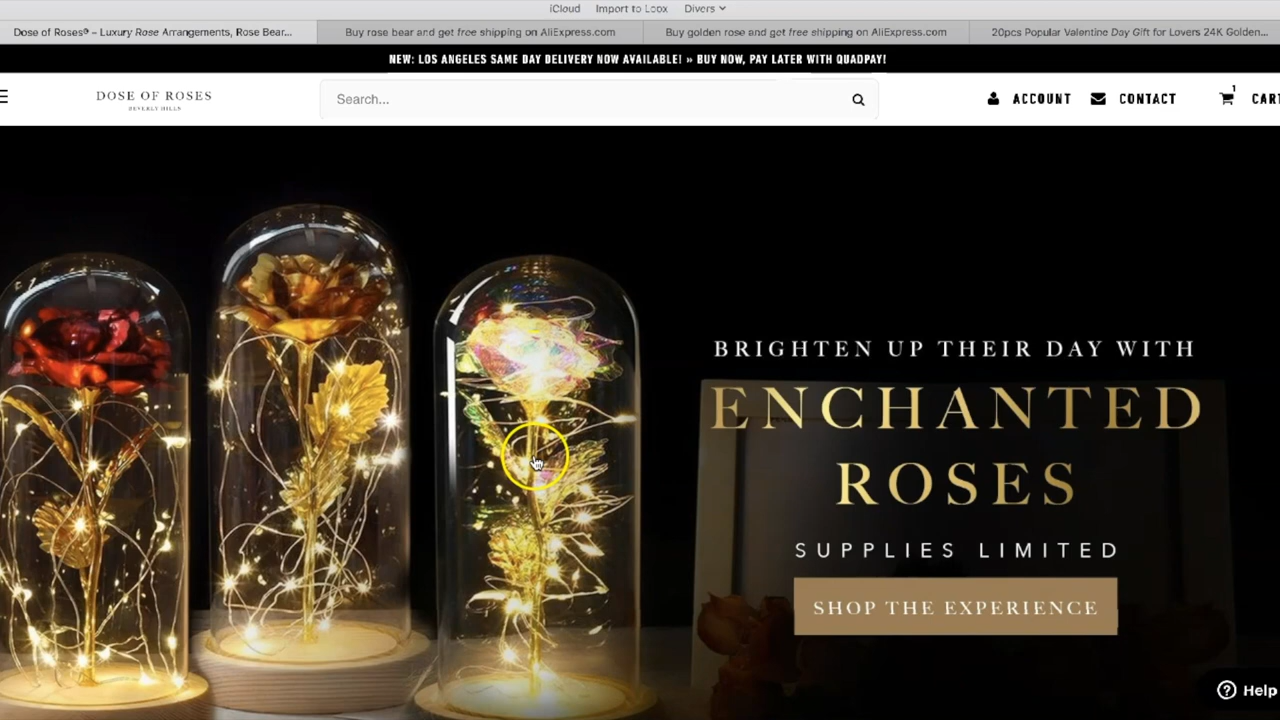 iCloud Import to Loox Divers
Dose of Roses® – Luxury Rose Arrangements, Rose Bear... Buy rose bear and get free shipping on AliExpress.com Buy golden rose and get free shipping on AliExpress.com 20pcs Popular Valentine Day Gift for Lovers 24K Golden...
NEW: LOS ANGELES SAME DAY DELIVERY NOW AVAILABLE! » BUY NOW, PAY LATER WITH QUADPAY!
DOSE OF ROSES
BEVERLY HILLS
Search...
ACCOUNT CONTACT 1 CART
BRIGHTEN UP THEIR DAY WITH
ENCHANTED
ROSES
SUPPLIES LIMITED
SHOP THE EXPERIENCE
Help